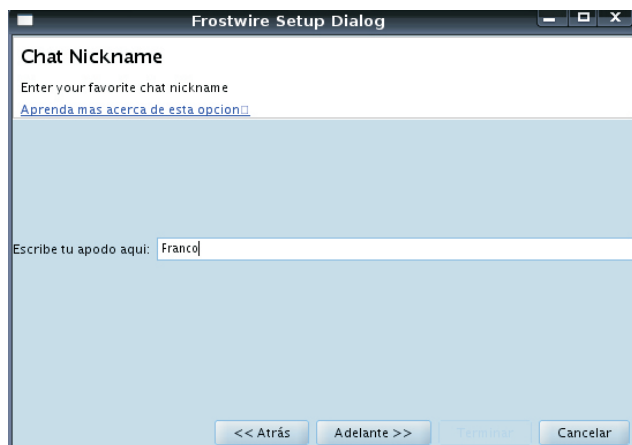 Frostwire Setup Dialog
Chat Nickname
Enter your favorite chat nickname
Aprenda mas acerca de esta opcion
Escribe tu apodo aqui: Franco
<< Atrás Adelante >> Terminar Cancelar